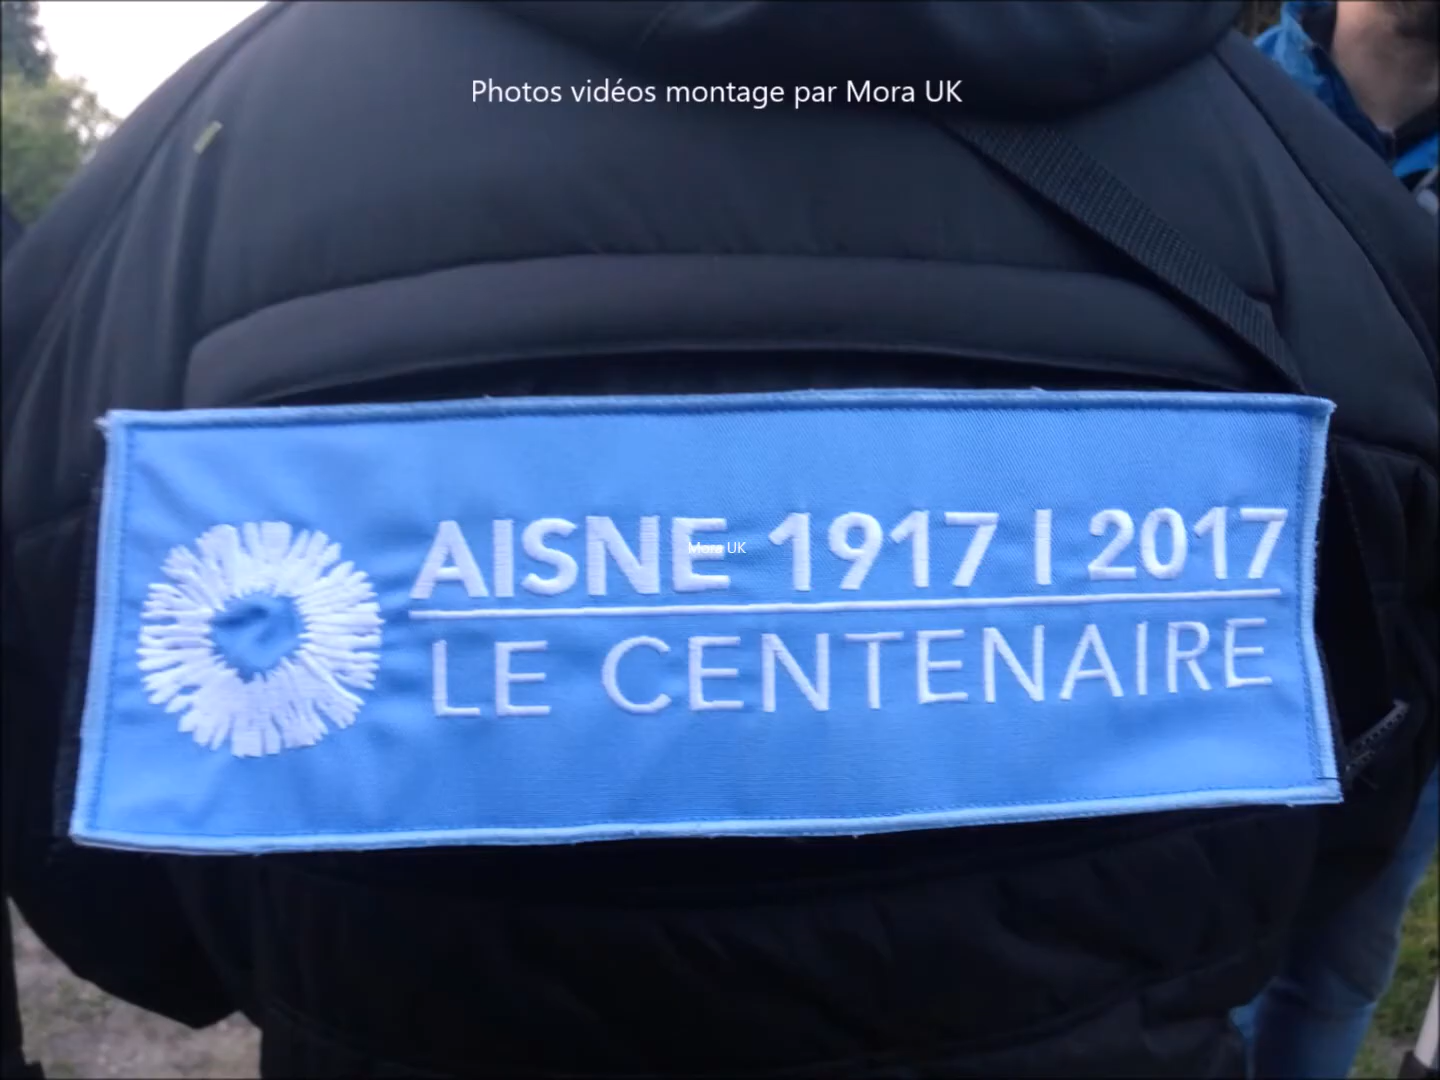 Photos vidéos montage par Mora UK
AISNE 1917 | 2017
Mora UK
LE CENTENAIRE